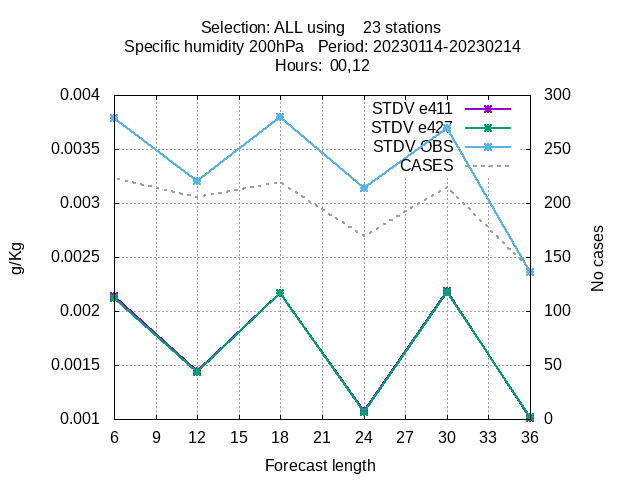 Selection: ALL using 23 stations
Specific humidity 200hPa Period: 20230114-20230214
Hours: 00,12
STDV e411
STDV e427
STDV OBS
CASES
0.004
0.0035
0.003
0.0025
0.002
0.0015
0.001
300
250
200
150
100
50
0
g/Kg
No cases
6 9 12 15 18 21 24 27 30 33 36
Forecast length